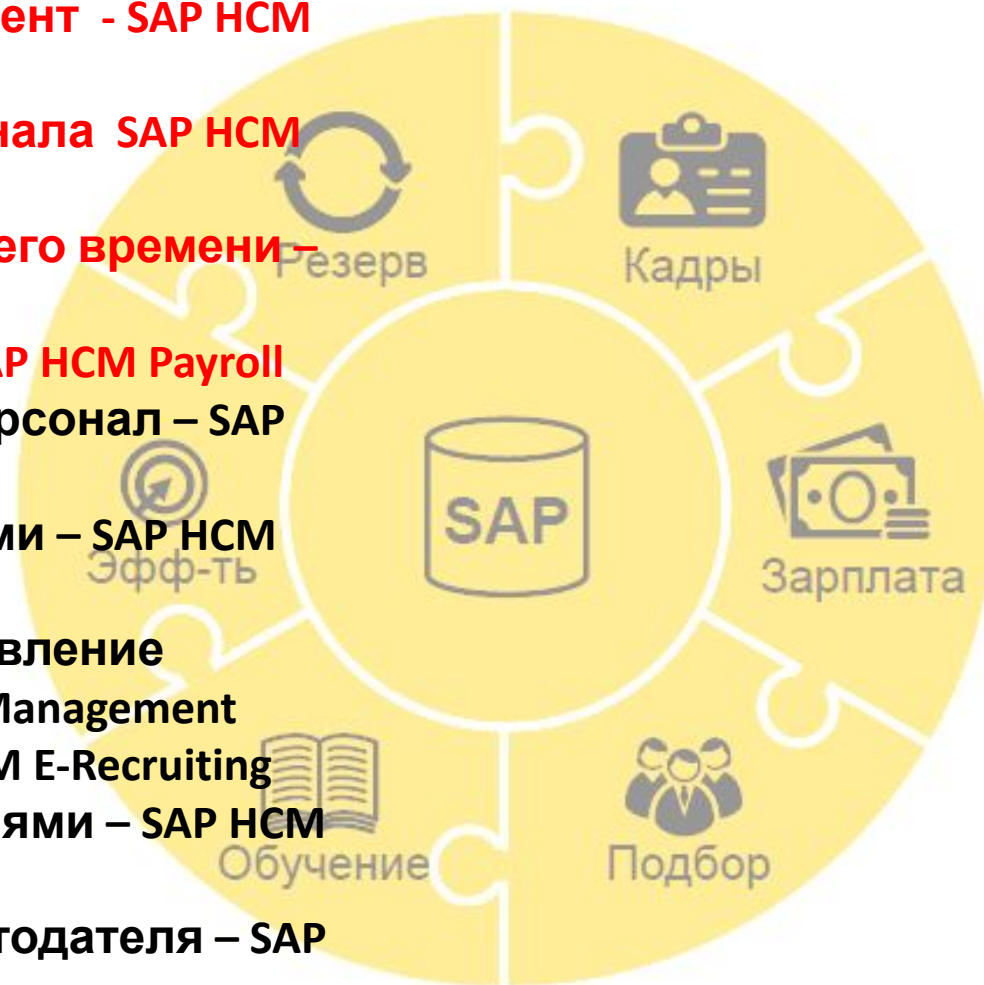 ент - SAP HCM
нала SAP HCM
его времени –
Резерв
Кадры
AP HCM Payroll
рсонал – SAP
SAP
ми – SAP HCM
Эфф-ть
Зарплата
вление
Management
M E-Recruiting
иями – SAP HCM
Обучение
Подбор
тодателя – SAP